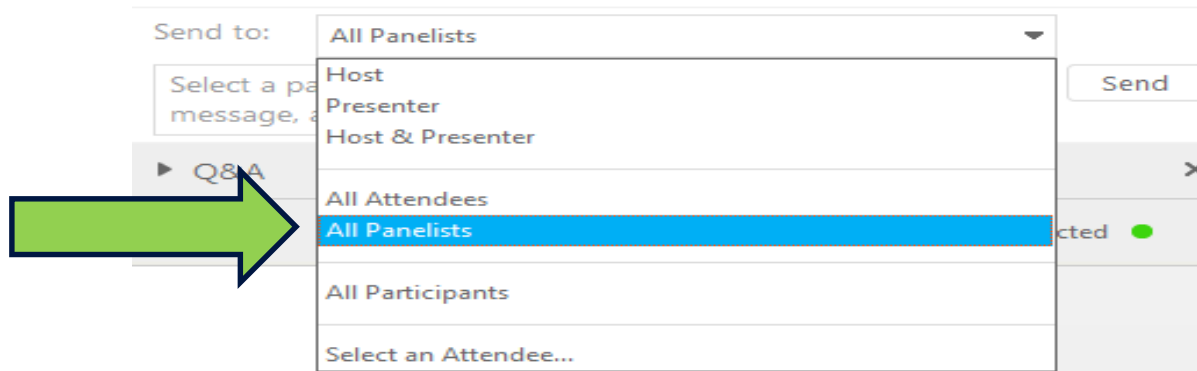 Send to:
All Panelists
Host
Select a pa
Send
Presenter
message, a
Host & Presenter
Q&A
All Attendees
All Panelists
cted
All Participants
Select an Attendee...